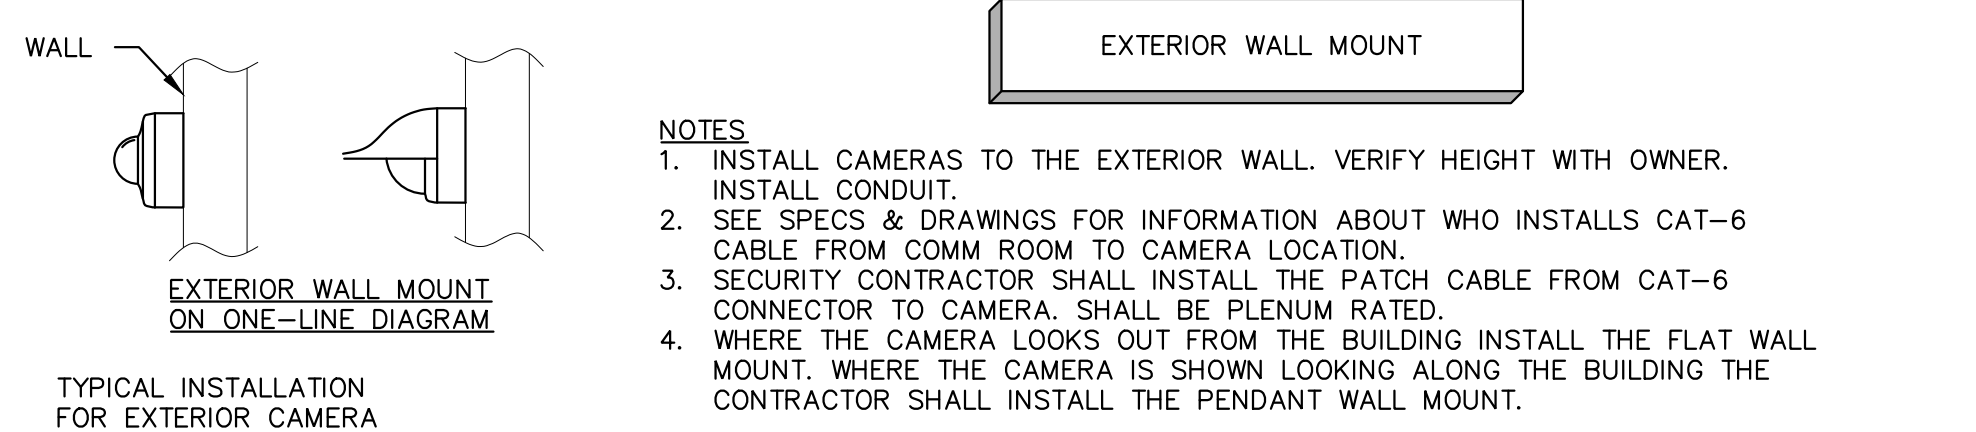 WALL
EXTERIOR WALL MOUNT
ON ONE-LINE DIAGRAM
TYPICAL INSTALLATION
FOR EXTERIOR CAMERA
EXTERIOR WALL MOUNT
NOTES
1. INSTALL CAMERAS TO THE EXTERIOR WALL. VERIFY HEIGHT WITH OWNER.
INSTALL CONDUIT.
2. SEE SPECS & DRAWINGS FOR INFORMATION ABOUT WHO INSTALLS CAT-6
CABLE FROM COMM ROOM TO CAMERA LOCATION.
3. SECURITY CONTRACTOR SHALL INSTALL THE PATCH CABLE FROM CAT-6
CONNECTOR TO CAMERA. SHALL BE PLENUM RATED.
4. WHERE THE CAMERA LOOKS OUT FROM THE BUILDING INSTALL THE FLAT WALL
MOUNT. WHERE THE CAMERA IS SHOWN LOOKING ALONG THE BUILDING THE
CONTRACTOR SHALL INSTALL THE PENDANT WALL MOUNT.